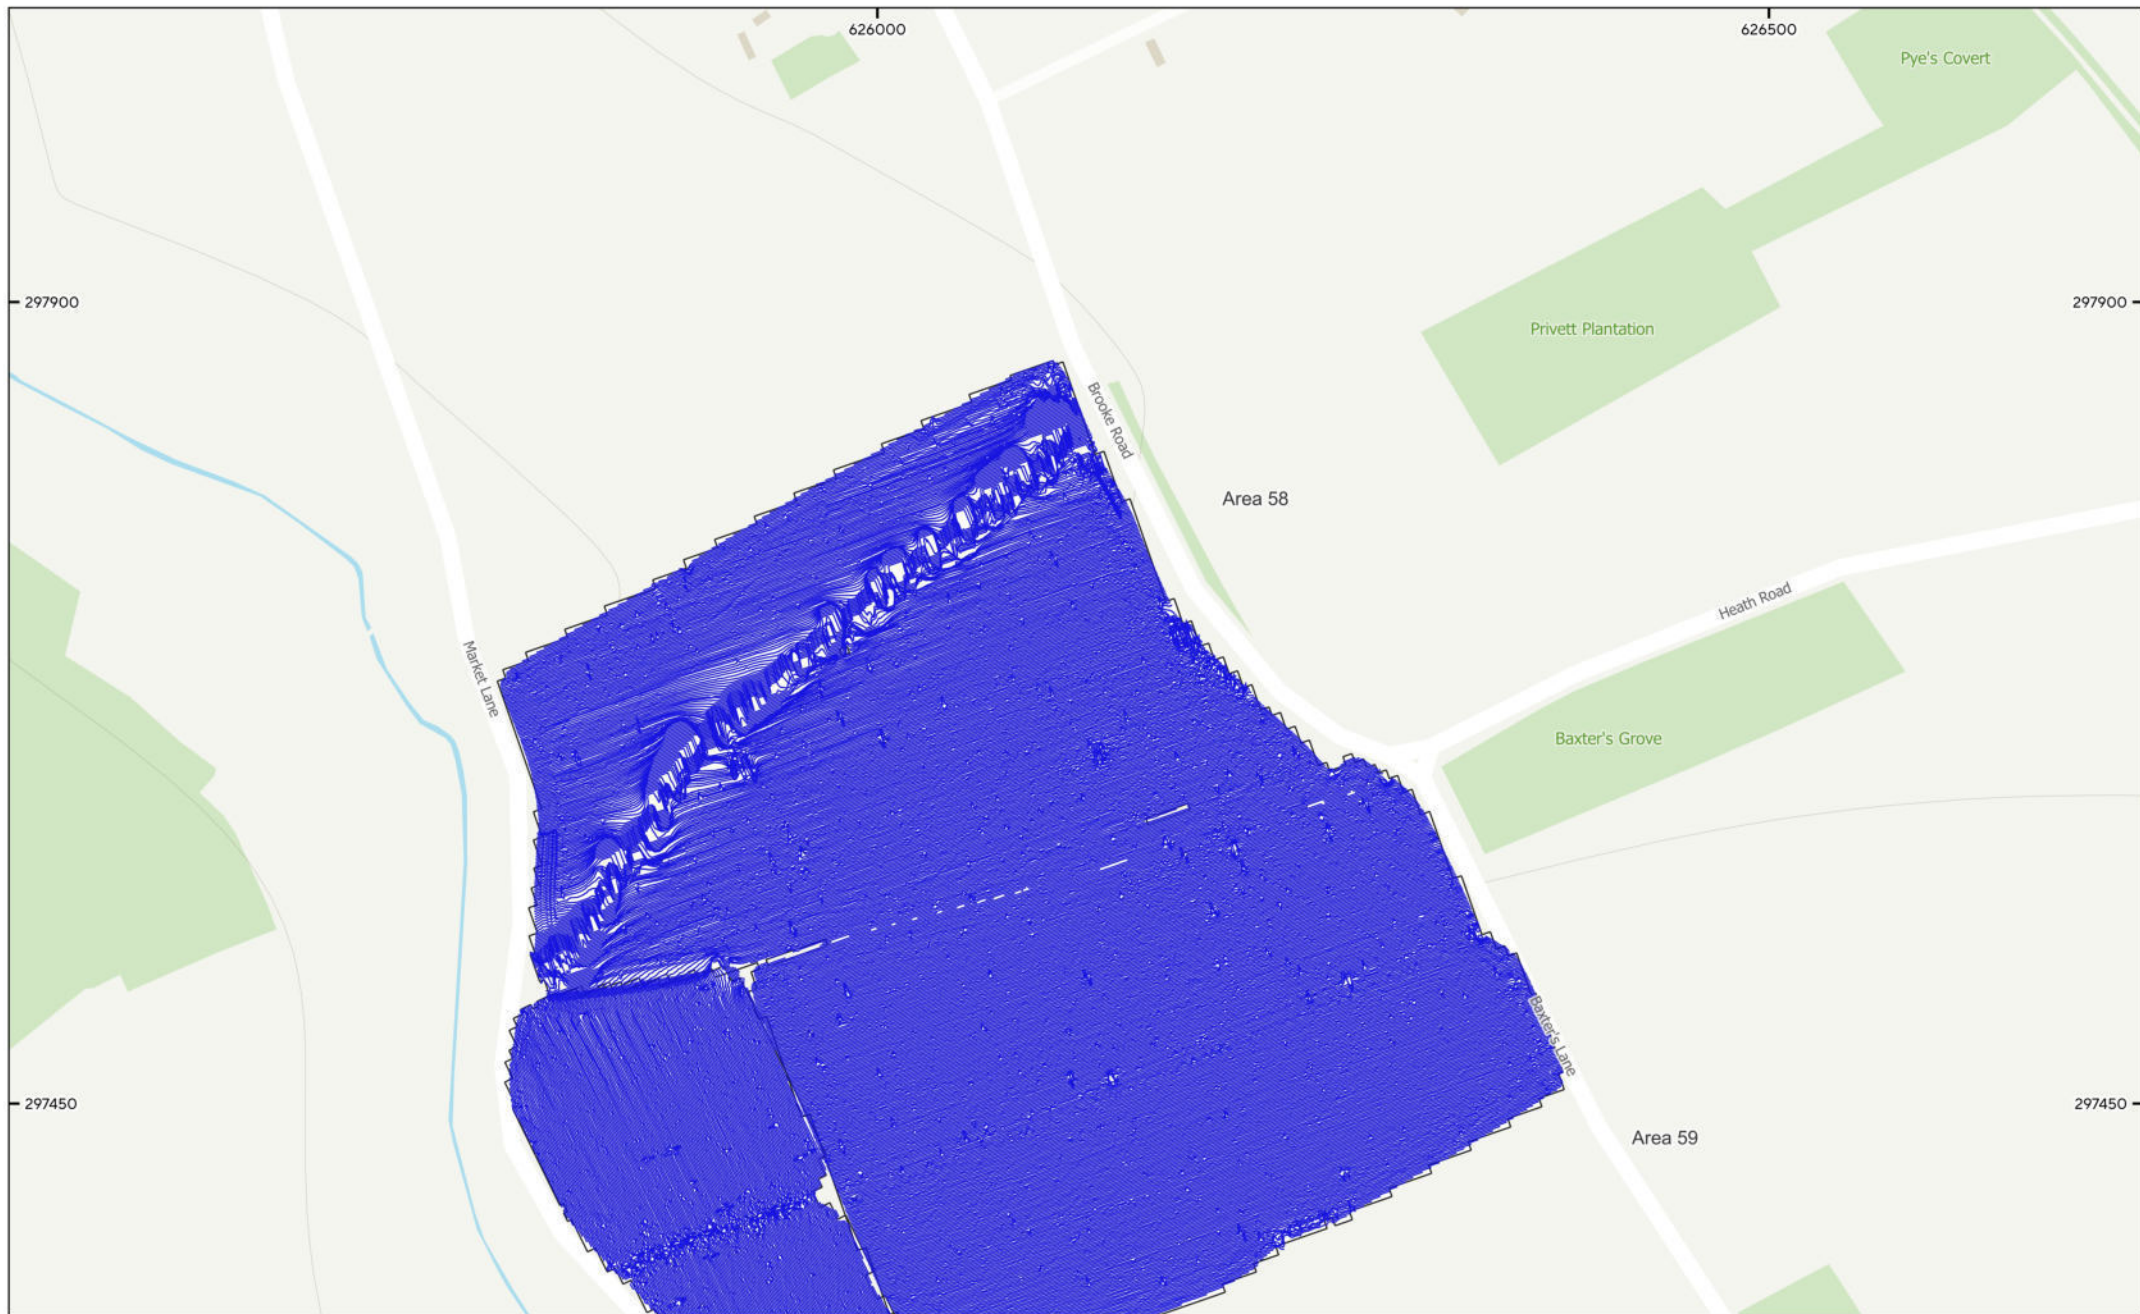 626000
626500
Pye's Covert
297900
297900
Privett Plantation
Brooke Road
Area 58
Heath Road
Market Lane
Baxter's Grove
Baxter's Lane
297450
297450
Area 59